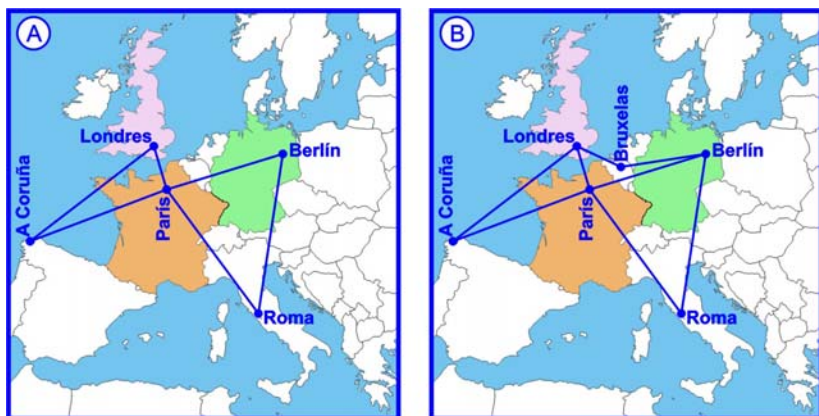 A
Londres
Berlín
A Coruña
París
Roma
B
Londres
Bruxelas
Berlín
A Coruña
París
Roma